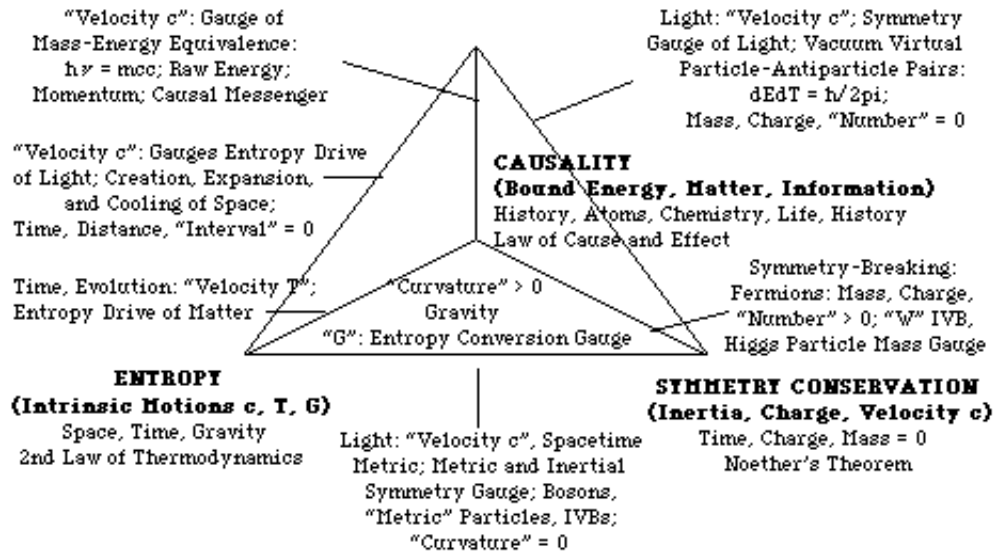 “Velocity c”: Gauge of
Mass-Energy Equivalence:
hν = mcc; Raw Energy;
Momentum; Causal Messenger
Light: “Velocity c”; Symmetry
Gauge of Light; Vacuum Virtual
Particle-Antiparticle Pairs:
dEdT = ħ/2pi;
Mass, Charge, “Number” = 0
“Velocity c”: Gauges Entropy Drive
of Light; Creation, Expansion,
and Cooling of Space;
Time, Distance, “Interval” = 0
CAUSALITY
(Bound Energy, Matter, Information)
History, Atoms, Chemistry, Life, History
Law of Cause and Effect
Time, Evolution: “Velocity T”;
Entropy Drive of Matter
“Curvature” > 0
Gravity
“G”: Entropy Conversion Gauge
Symmetry-Breaking:
Fermions: Mass, Charge,
“Number” > 0; “W” IVB,
Higgs Particle Mass Gauge
ENTROPY
(Intrinsic Motions c, T, G)
Space, Time, Gravity
2nd Law of Thermodynamics
SYMMETRY CONSERVATION
(Inertia, Charge, Velocity c)
Time, Charge, Mass = 0
Noether’s Theorem
Light: “Velocity c”, Spacetime
Metric; Metric and Inertial
Symmetry Gauge; Bosons,
“Metric” Particles, IVBs;
“Curvature” = 0